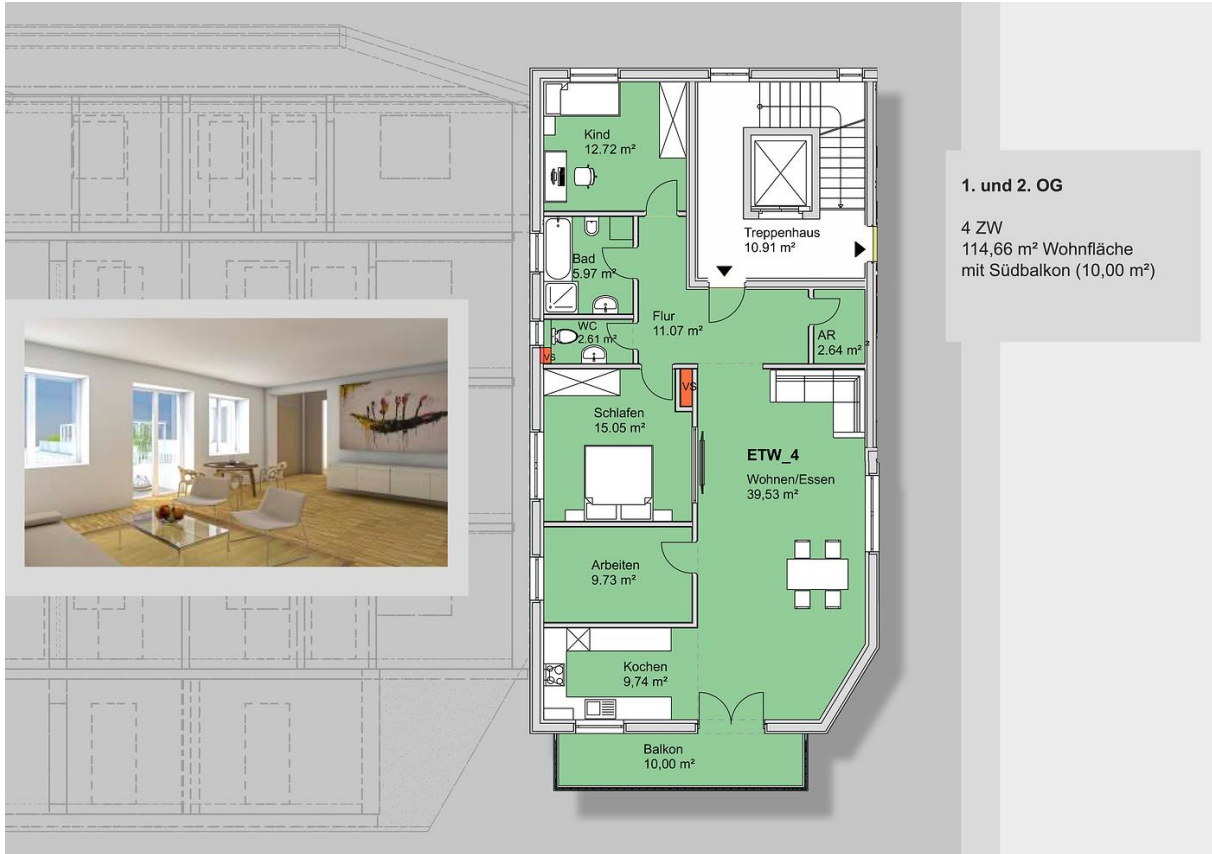 Kind
12.72 m²
Treppenhaus
10.91 m²
Bad
5.97 m²
WC
2.61 m²
VS
Flur
11.07 m²
AR
2.64 m²
2
VS
Schlafen
15.05 m²
ETW_4
Wohnen/Essen
39,53 m²
Arbeiten
9.73 m²
Kochen
9,74 m²
Balkon
10,00 m²
1. und 2. OG
4 ZW
114,66 m² Wohnfläche
mit Südbalkon (10,00 m²)